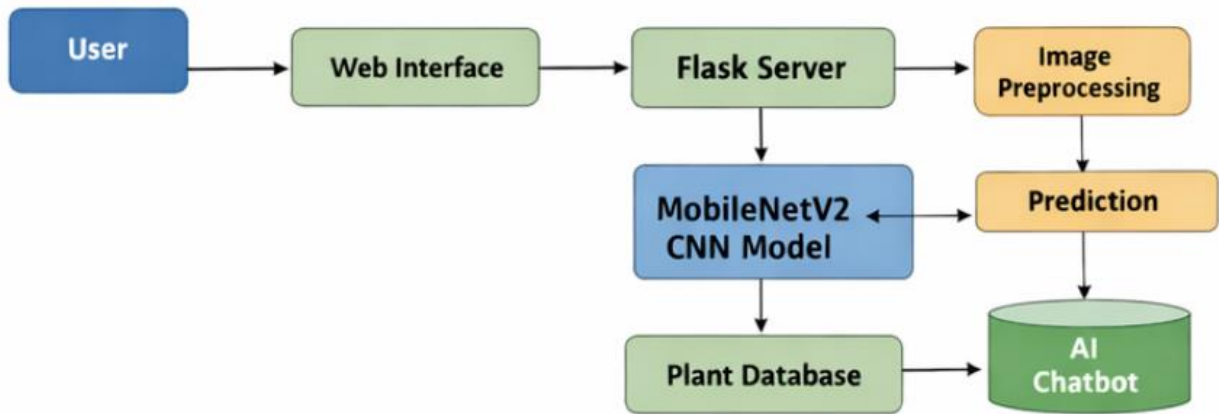 User
Web Interface
Flask Server
Image
Preprocessing
MobileNetV2
CNN Model
Prediction
Plant Database
AI
Chatbot